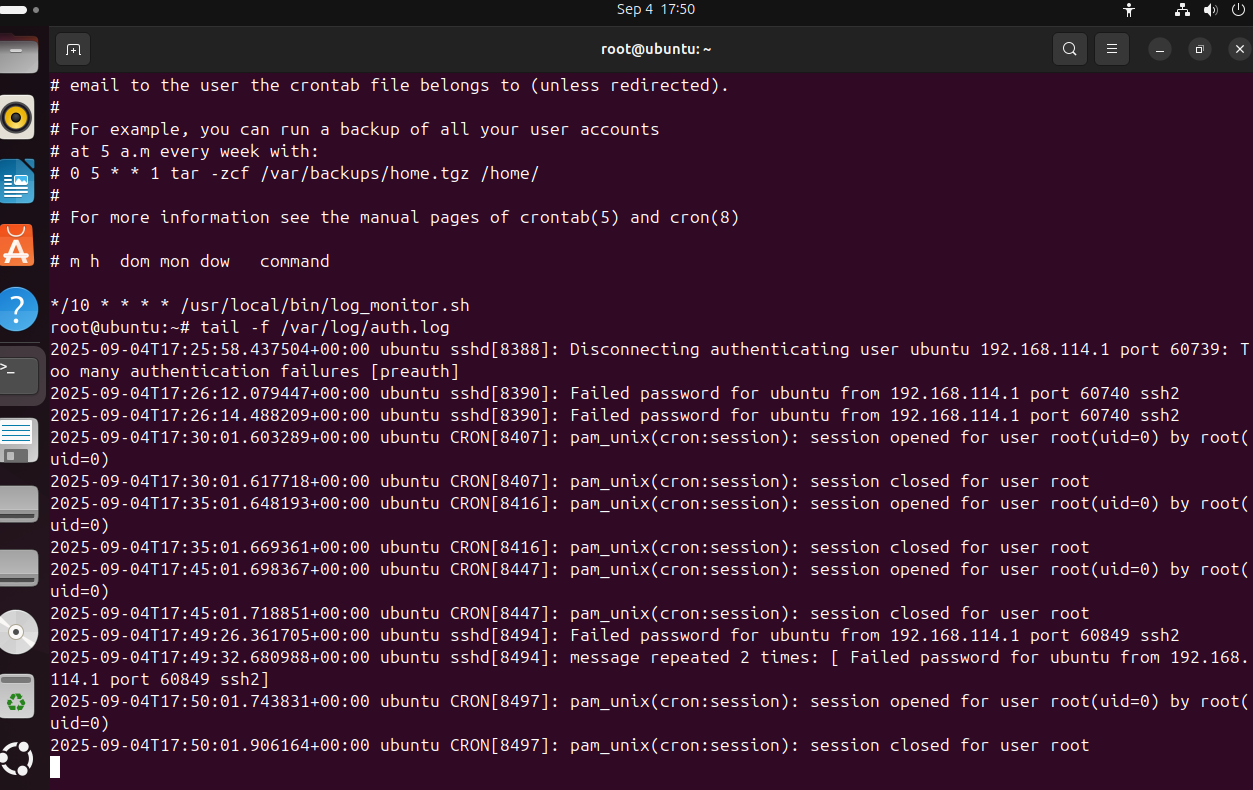 Sep 4 17:50
root@ubuntu: ~
# email to the user the crontab file belongs to (unless redirected).
#
# For example, you can run a backup of all your user accounts
# at 5 a.m every week with:
# 0 5 * * 1 tar -zcf /var/backups/home.tgz /home/
#
# For more information see the manual pages of crontab(5) and cron(8)
#
# m h  dom mon dow   command
*/10 * * * * /usr/local/bin/log_monitor.sh
root@ubuntu:~# tail -f /var/log/auth.log
2025-09-04T17:25:58.437504+00:00 ubuntu sshd[8388]: Disconnecting authenticating user ubuntu 192.168.114.1 port 60739: T
oo many authentication failures [preauth]
2025-09-04T17:26:12.079447+00:00 ubuntu sshd[8390]: Failed password for ubuntu from 192.168.114.1 port 60740 ssh2
2025-09-04T17:26:14.488209+00:00 ubuntu sshd[8390]: Failed password for ubuntu from 192.168.114.1 port 60740 ssh2
2025-09-04T17:30:01.603289+00:00 ubuntu CRON[8407]: pam_unix(cron:session): session opened for user root(uid=0) by root(
uid=0)
2025-09-04T17:30:01.617718+00:00 ubuntu CRON[8407]: pam_unix(cron:session): session closed for user root
2025-09-04T17:35:01.648193+00:00 ubuntu CRON[8416]: pam_unix(cron:session): session opened for user root(uid=0) by root(
uid=0)
2025-09-04T17:35:01.669361+00:00 ubuntu CRON[8416]: pam_unix(cron:session): session closed for user root
2025-09-04T17:45:01.698367+00:00 ubuntu CRON[8447]: pam_unix(cron:session): session opened for user root(uid=0) by root(
uid=0)
2025-09-04T17:45:01.718851+00:00 ubuntu CRON[8447]: pam_unix(cron:session): session closed for user root
2025-09-04T17:49:26.361705+00:00 ubuntu sshd[8494]: Failed password for ubuntu from 192.168.114.1 port 60849 ssh2
2025-09-04T17:49:32.680988+00:00 ubuntu sshd[8494]: message repeated 2 times: [ Failed password for ubuntu from 192.168.
114.1 port 60849 ssh2]
2025-09-04T17:50:01.743831+00:00 ubuntu CRON[8497]: pam_unix(cron:session): session opened for user root(uid=0) by root(
uid=0)
2025-09-04T17:50:01.906164+00:00 ubuntu CRON[8497]: pam_unix(cron:session): session closed for user root